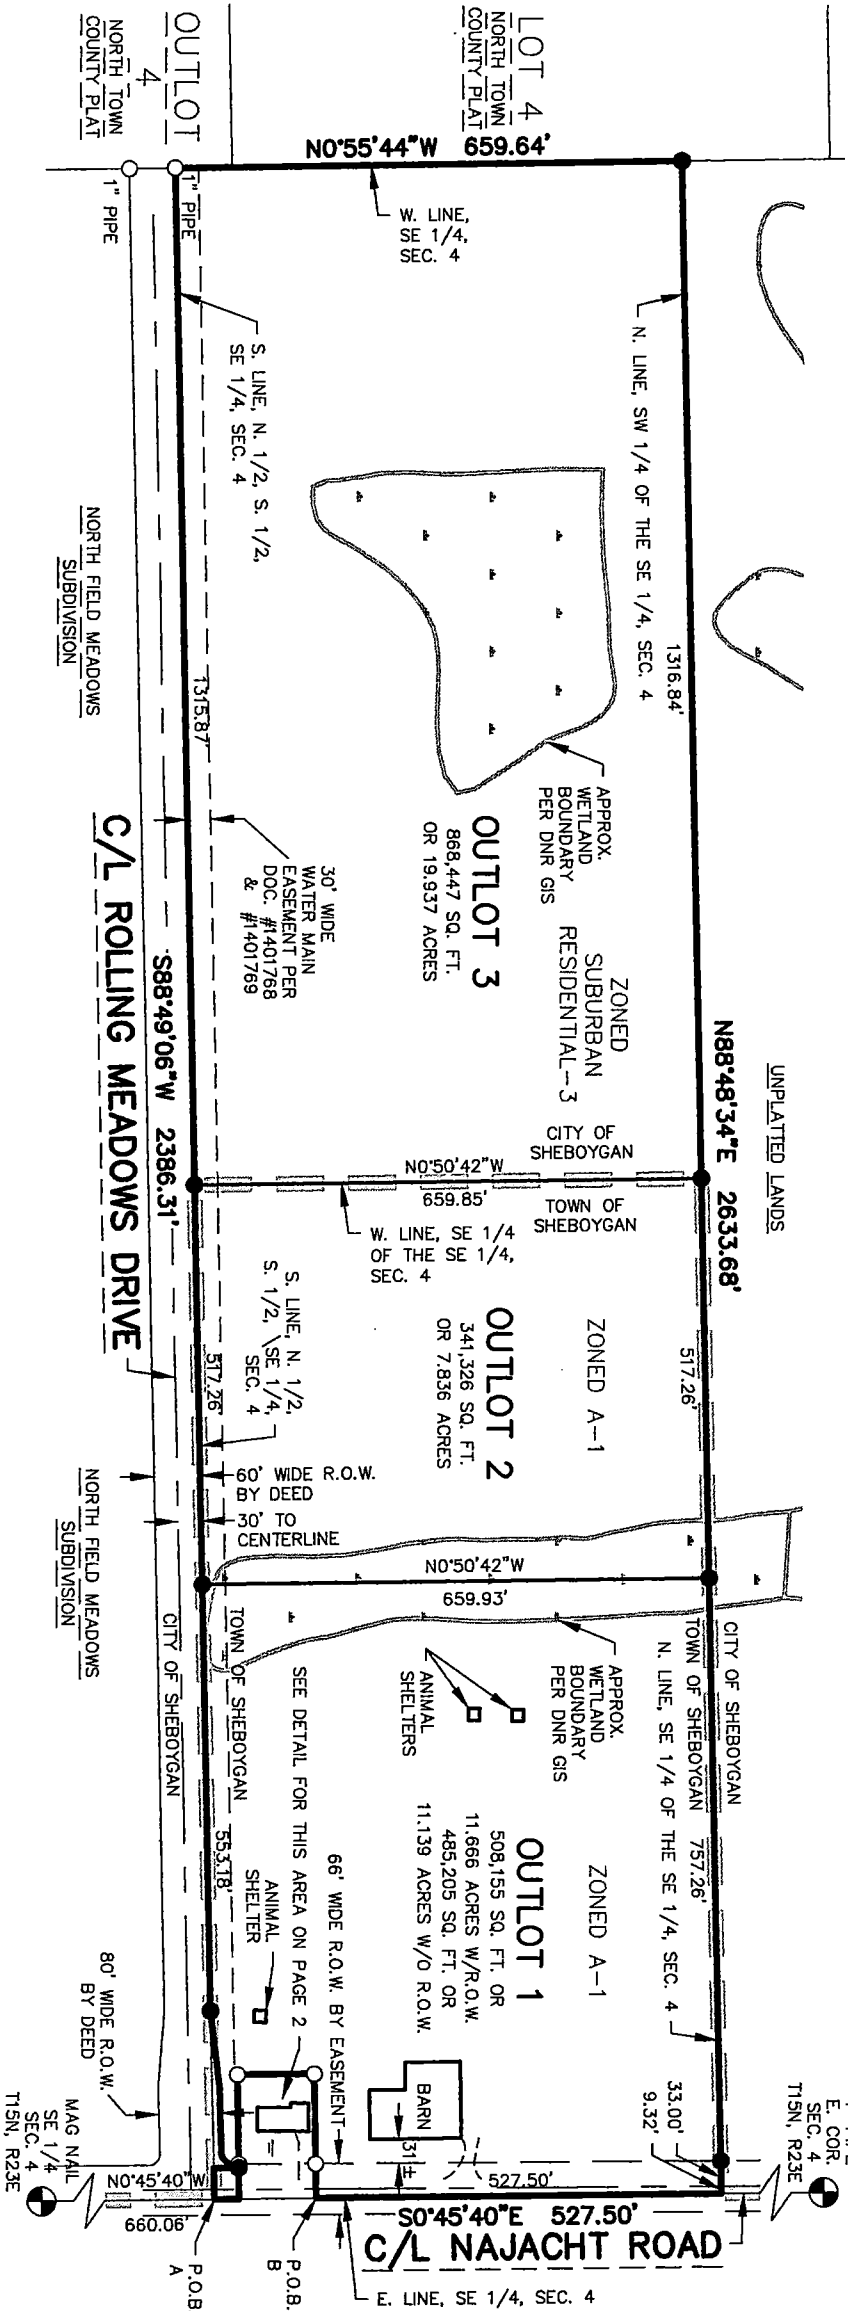 LOT 4
NORTH TOWN
COUNTY PLAT
OUTLOT
4
NORTH TOWN
COUNTY PLAT
N0°55'44"W 659.64'
W. LINE,
SE 1/4,
SEC. 4
1" PIPE
1" PIPE
N. LINE, SW 1/4 OF THE SE 1/4, SEC. 4
1316.84'
S. LINE, N. 1/2, S. 1/2,
SE 1/4, SEC. 4
NORTH FIELD MEADOWS
SUBDIVISION
1315.87'
APPROX.
WETLAND
BOUNDARY
PER DNR GIS
ZONED
SUBURBAN
RESIDENTIAL-3
OUTLOT 3
868,447 SQ. FT.
OR 19.937 ACRES
30' WIDE
WATER MAIN
EASEMENT PER
DOC. #1401768
& #1401769
C/L ROLLING MEADOWS DRIVE
S88°49'06"W 2386.31'
UNPLATTED LANDS
N88°48'34"E 2633.68'
CITY OF
SHEBOYGAN
N0°50'42"W
659.85'
TOWN OF
SHEBOYGAN
W. LINE, SE 1/4
OF THE SE 1/4,
SEC. 4
S. LINE, N. 1/2,
S. 1/2, SE 1/4,
SEC. 4
517.26'
517.26'
ZONED A-1
OUTLOT 2
341,326 SQ. FT.
OR 7.836 ACRES
60' WIDE R.O.W.
BY DEED
30' TO
CENTERLINE
NORTH FIELD MEADOWS
SUBDIVISION
N0°50'42"W
659.93'
CITY OF SHEBOYGAN
TOWN OF SHEBOYGAN
757.26'
N. LINE, SE 1/4 OF THE SE 1/4, SEC. 4
APPROX.
WETLAND
BOUNDARY
PER DNR GIS
ANIMAL
SHELTERS
TOWN OF SHEBOYGAN
CITY OF SHEBOYGAN
SEE DETAIL FOR THIS AREA ON PAGE 2
553.18'
ANIMAL
SHELTER
66' WIDE R.O.W. BY EASEMENT
ZONED A-1
OUTLOT 1
508,155 SQ. FT. OR
11.666 ACRES W/R.O.W.
485,205 SQ. FT. OR
11.139 ACRES W/O R.O.W.
BARN
31'±
33.00'
9.32'
E. COR.
SEC. 4
T15N, R23E
527.50'
S0°45'40"E 527.50'
C/L NAJACHT ROAD
E. LINE, SE 1/4, SEC. 4
80' WIDE R.O.W.
BY DEED
MAG NAIL
SE 1/4
SEC. 4
T15N, R23E
N0°45'40"W
660.06'
P.O.B.
A
P.O.B.
B